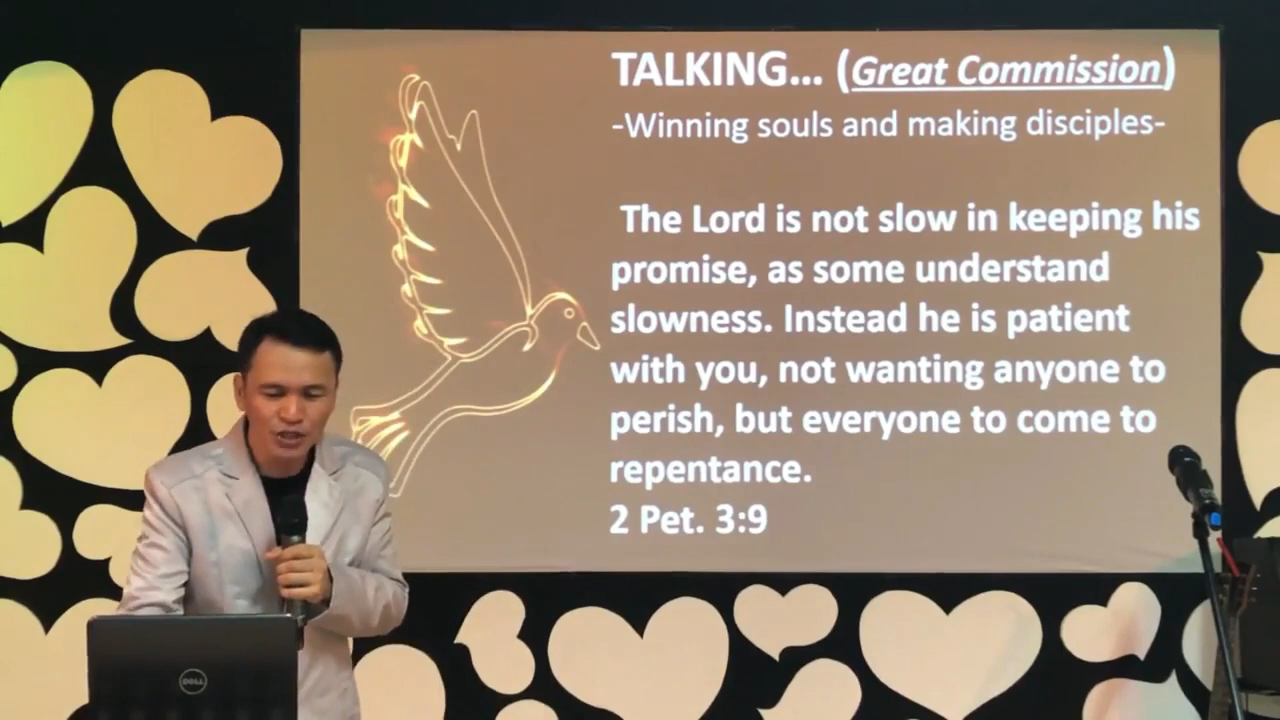 TALKING... (Great Commission)
-Winning souls and making disciples-
The Lord is not slow in keeping his
promise, as some understand
slowness. Instead he is patient
with you, not wanting anyone to
perish, but everyone to come to
repentance.
2 Pet. 3:9
DELL